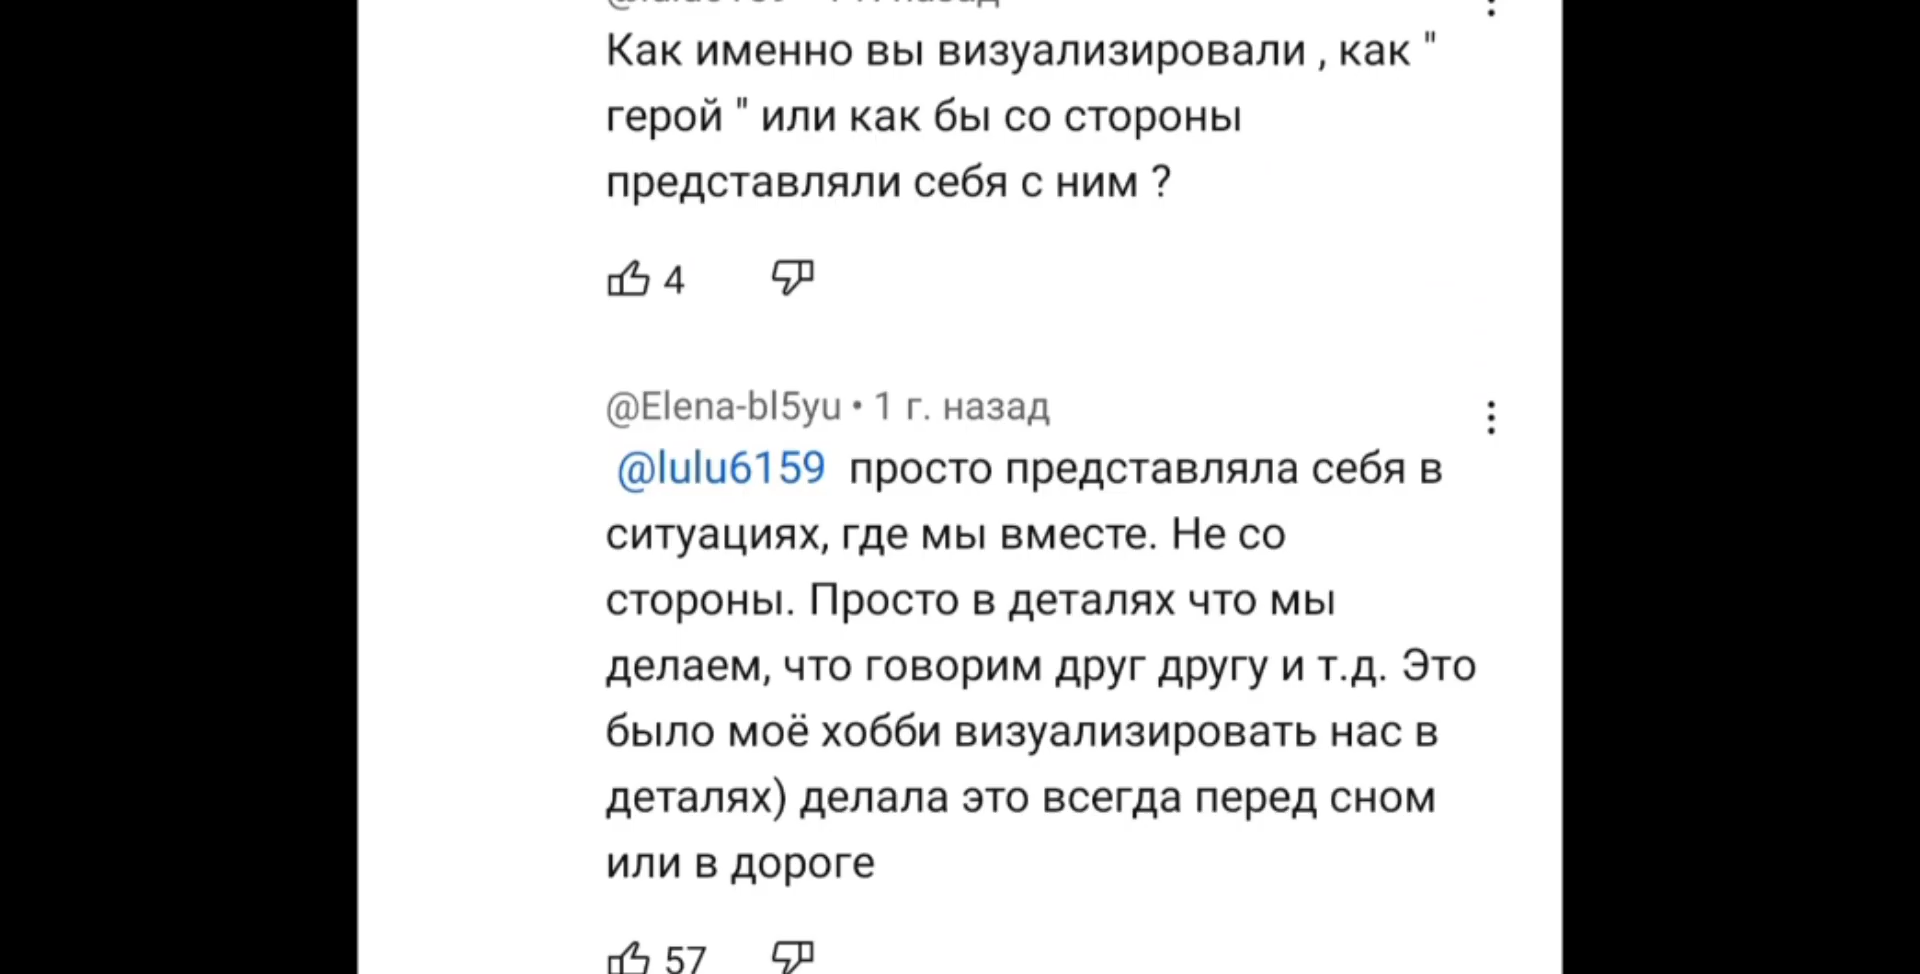 Как именно вы визуализировали , как "
герой " или как бы со стороны
представляли себя с ним ?
4
@Elena-bl5yu • 1 г. назад
@lulu6159 просто представляла себя в
ситуациях, где мы вместе. Не со
стороны. Просто в деталях что мы
делаем, что говорим друг другу и т.д. Это
было моё хобби визуализировать нас в
деталях) делала это всегда перед сном
или в дороге
57